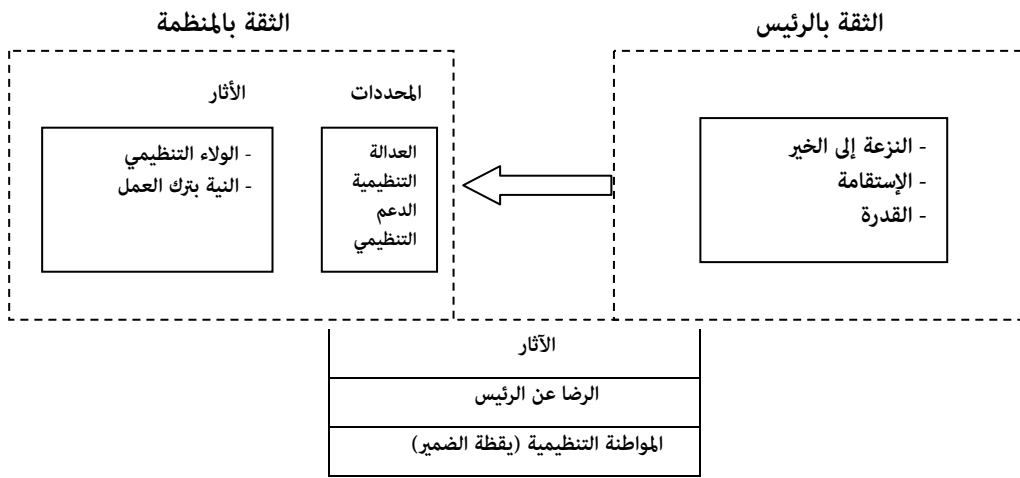 الثقة بالرئيس
- النزعة إلى الخير
- الإستقامة
- القدرة
الثقة بالمنظمة
المحددات
العدالة
التنظيمية
الدعم
التنظيمي
الأثار
- الولاء التنظيمي
- النية بترك العمل
الآثار
الرضا عن الرئيس
المواطنة التنظيمية (يقظة الضمير)